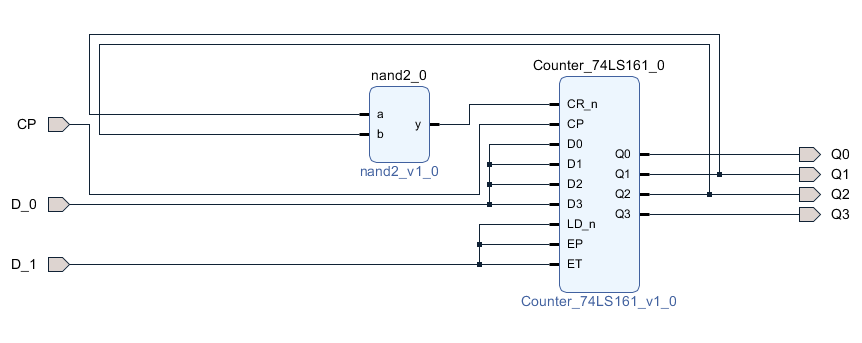 Counter_74LS161_0
nand2_0
CR_n
CP
a
y
CP
b
D0
D1
Q0
Q0
nand2_v1_0
Q1
Q1
D2
Q2
Q2
D_0
D3
Q3
Q3
LD_n
EP
D_1
ET
Counter_74LS161_v1_0